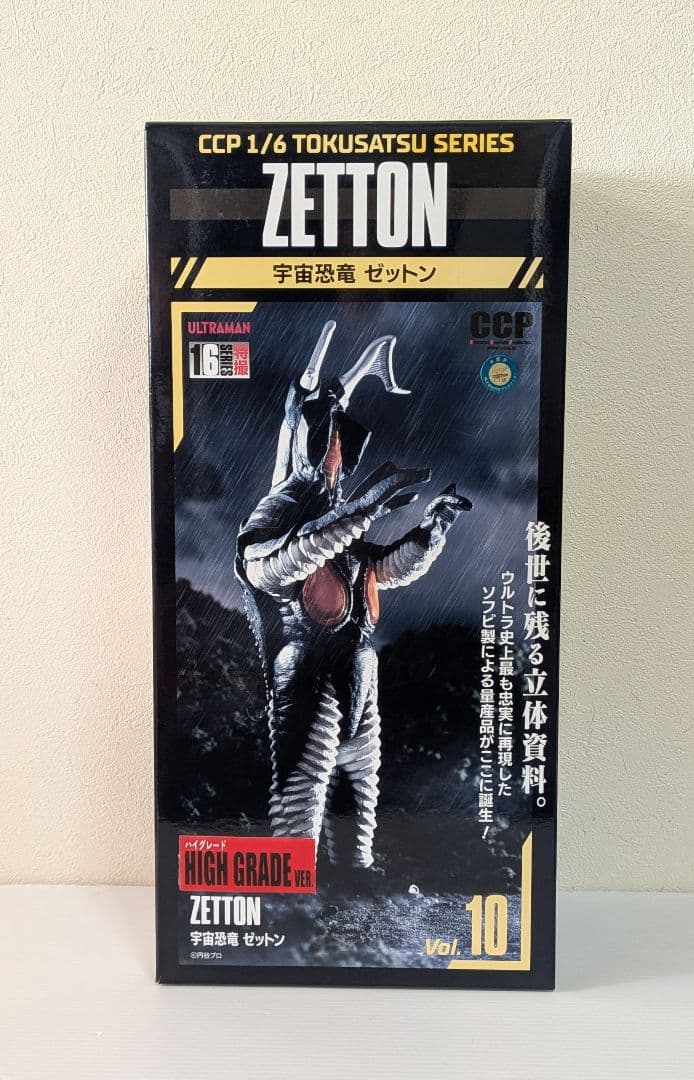 CCP 1/6 TOKUSATSU SERIES
ZETTON
宇宙恐竜 ゼットン
ULTRAMAN
1/6 SERIES 特撮
CCP
後世に残る立体資料。
ウルトラ史上最も忠実に再現した
ソフビ製による量産品がここに誕生!
ハイグレード
HIGH GRADE VER.
ZETTON
宇宙恐竜 ゼットン
©円谷プロ
Vol. 10